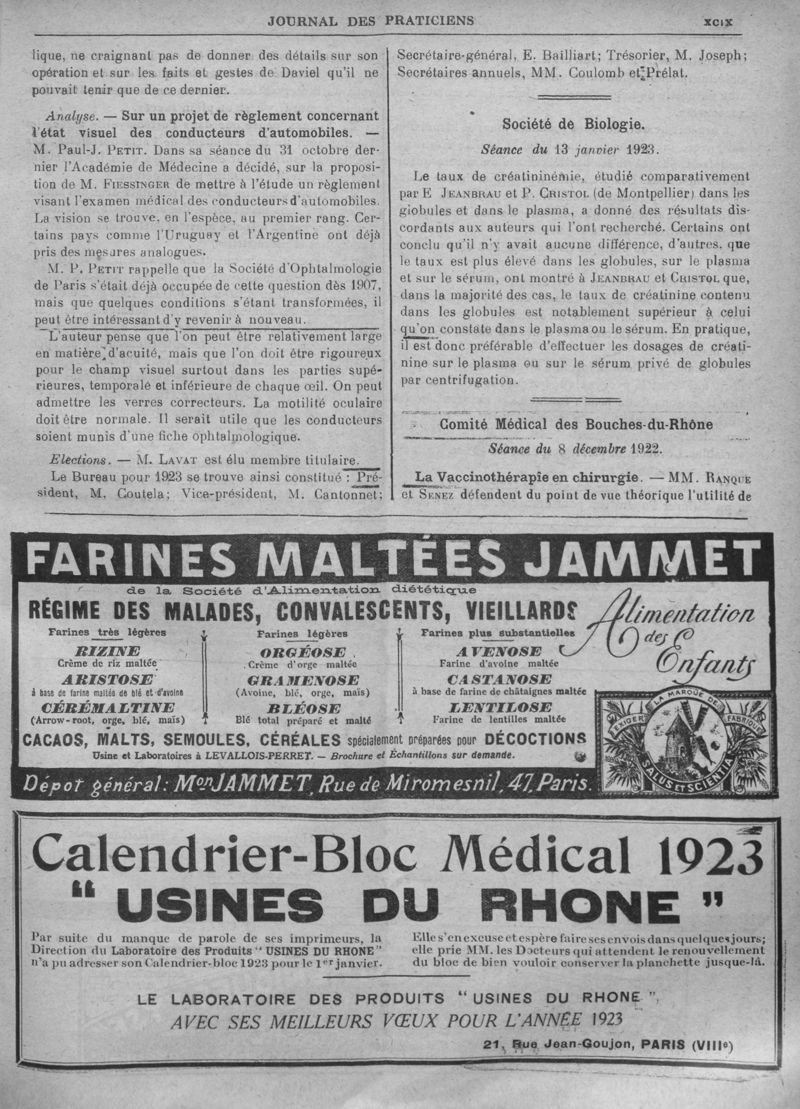 JOURNAL DES PRATICIENS
XCIX
lique, ne craignant pas de donner des détails sur son
opération et sur les faits et gestes de Daviel qu'il ne
pouvait tenir que de ce dernier.
Analyse. — Sur un projet de règlement concernant
l'état visuel des conducteurs d'automobiles. —
M. Paul-J. PETIT. Dans sa séance du 31 octobre der-
nier l'Académie de Médecine a décidé, sur la proposi-
tion de M. FIESSINGER de mettre à l'étude un règlement
visant l'examen médical des conducteurs d'automobiles.
La vision se trouve, en l'espèce, au premier rang. Cer-
tains pays comme l'Uruguay et l'Argentine ont déjà
pris des mesures analogues.
M. P. PETIT rappelle que la Société d'Ophtalmologie
de Paris s'était déjà occupée de cette question dès 1907,
mais que quelques conditions s'étant transformées, il
peut être intéressant d'y revenir à nouveau.
L'auteur pense que l'on peut être relativement large
en matière d'acuité, mais que l'on doit être rigoureux
pour le champ visuel surtout dans les parties supé-
rieures, temporale et inférieure de chaque œil. On peut
admettre les verres correcteurs. La motilité oculaire
doit être normale. Il serait utile que les conducteurs
soient munis d'une fiche ophtalmologique.
Elections. — M. LAVAT est élu membre titulaire.
Le Bureau pour 1923 se trouve ainsi constitué : Pré-
sident, M. Coutela; Vice-président, M. Cantonnet;
Secrétaire-général, E. Bailliart; Trésorier, M. Joseph;
Secrétaires annuels, MM. Coulomb et Prélat.
Société de Biologie.
Séance du 13 janvier 1923.
Le taux de créatininémie, étudié comparativement
par E JEANBRAU et P. CRISTOL (de Montpellier) dans les
globules et dans le plasma, a donné des résultats dis-
cordants aux auteurs qui l'ont recherché. Certains ont
conclu qu'il n'y avait aucune différence, d'autres, que
le taux est plus élevé dans les globules, sur le plasma
et sur le sérum, ont montré à JEANBRAU et CRISTOL que,
dans la majorité des cas, le taux de créatinine contenu
dans les globules est notablement supérieur à celui
qu'on constate dans le plasma ou le sérum. En pratique,
il est donc préférable d'effectuer les dosages de créati-
nine sur le plasma ou sur le sérum privé de globules
par centrifugation.
Comité Médical des Bouches-du-Rhône
Séance du 8 décembre 1922.
La Vaccinothérapie en chirurgie. — MM. RANQUE
et SENEZ défendent du point de vue théorique l'utilité de
FARINES MALTÉES JAMMET
de la Société d'Alimentation diététique
RÉGIME DES MALADES, CONVALESCENTS, VIEILLARDS
Alimentation
des
Enfants
Farines très légères
RIZINE
Crème de riz maltée
ARISTOSE
à base de farine maltée de blé et d'avoine
CÉRÉMALTINE
(Arrow-root, orge, blé, maïs)
Farines légères
ORGÉOSE
Crème d'orge maltée
GRAMENOSE
(Avoine, blé, orge, maïs)
BLÉOSE
Blé total préparé et malté
Farines plus substantielles
AVENOSE
Farine d'avoine maltée
CASTANOSE
à base de farine de châtaignes maltée
LENTILOSE
Farine de lentilles maltée
CACAOS, MALTS, SEMOULES, CÉRÉALES spécialement préparées pour DÉCOCTIONS
Usine et Laboratoires à LEVALLOIS-PERRET. — Brochure et Échantillons sur demande.
Dépot général: Mon JAMMET, Rue de Miromesnil, 47, Paris.
EXIGER LA MARQUE DE FABRIQUE
SALUS ET SCIENTIA
Calendrier-Bloc Médical 1923
" USINES DU RHONE "
Par suite du manque de parole de ses imprimeurs, la
Direction du Laboratoire des Produits "USINES DU RHONE"
n'a pu adresser son Calendrier-bloc 1923 pour le 1er janvier.
Elle s'en excuse et espère faire ses envois dans quelques jours;
elle prie MM. les Docteurs qui attendent le renouvellement
du bloc de bien vouloir conserver la planchette jusque-là.
LE LABORATOIRE DES PRODUITS "USINES DU RHONE",
AVEC SES MEILLEURS VŒUX POUR L'ANNÉE 1923
21, Rue Jean-Goujon, PARIS (VIIIe)